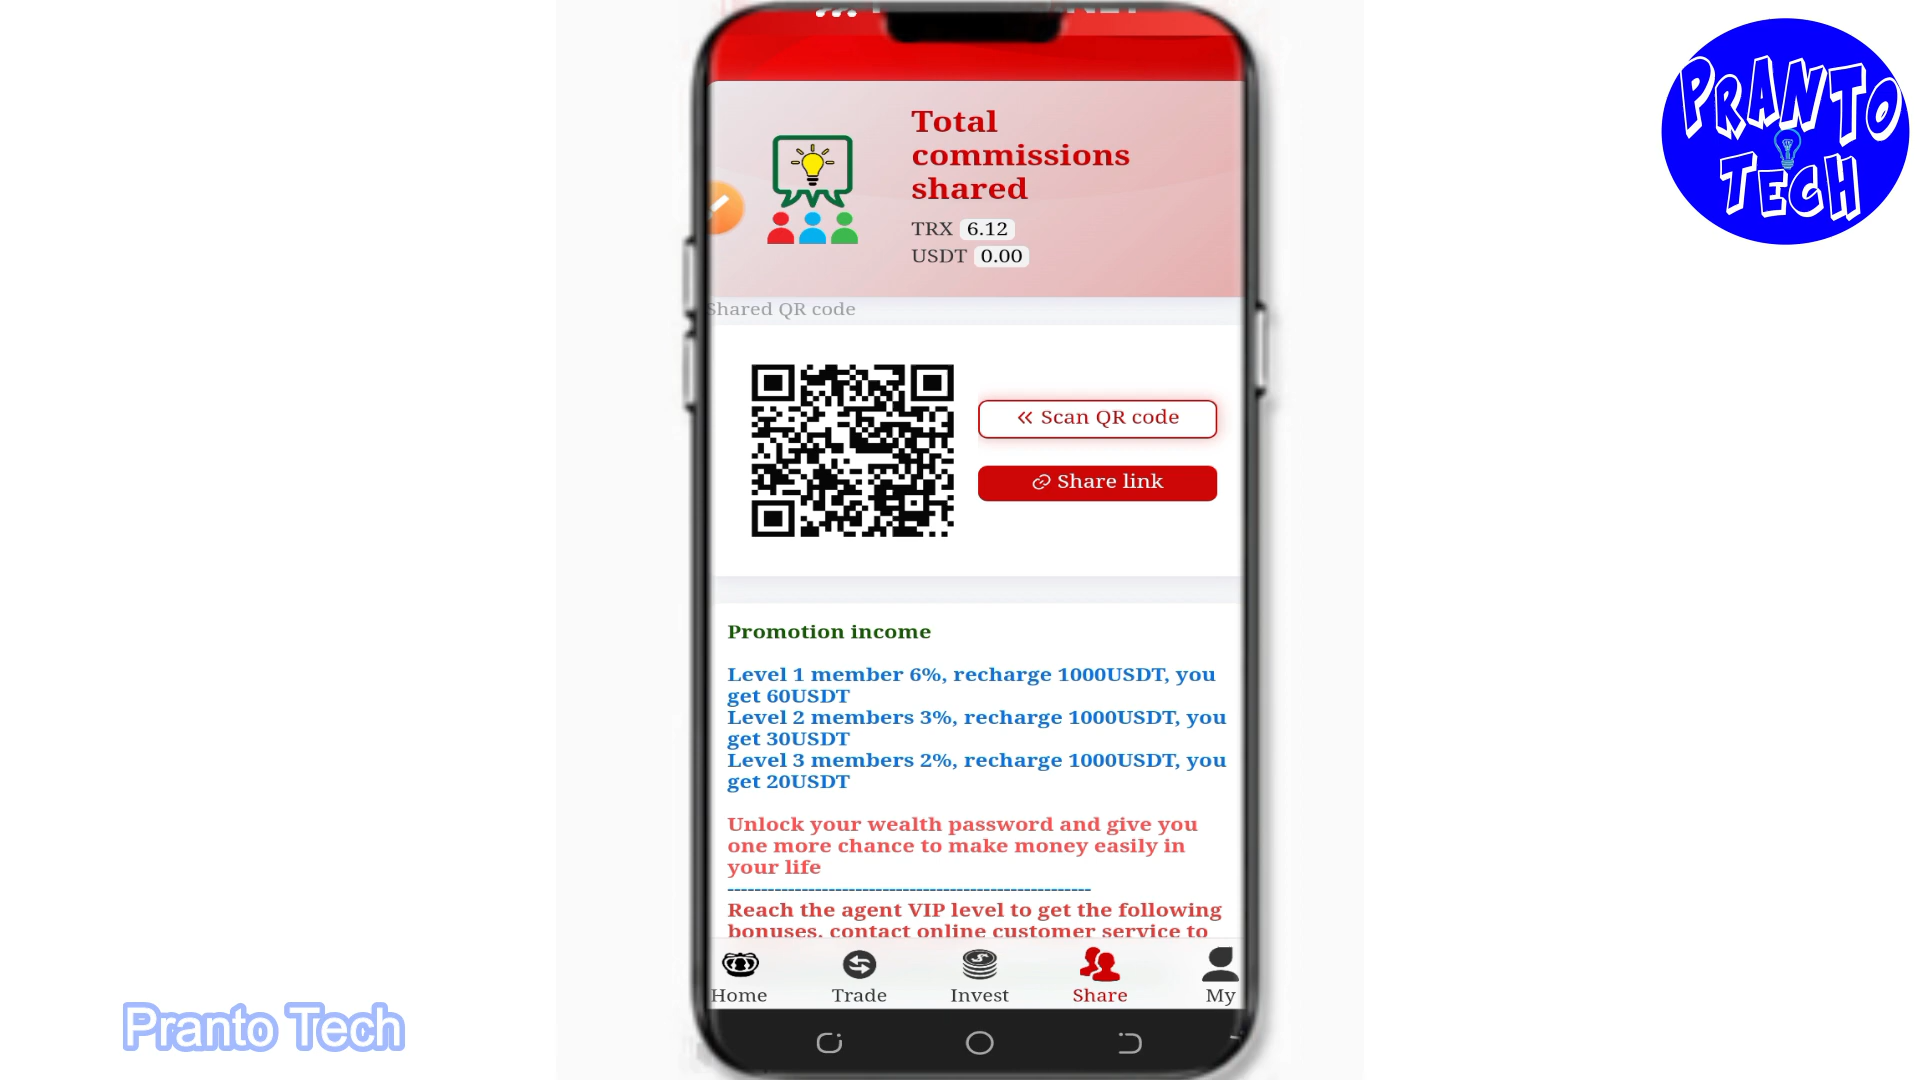 PRANTO
TECH
Total
commissions
shared
TRX 6.12
USDT 0.00
Shared QR code
Scan QR code
Share link
Promotion income
Level 1 member 6%, recharge 1000USDT, you
get 60USDT
Level 2 members 3%, recharge 1000USDT, you
get 30USDT
Level 3 members 2%, recharge 1000USDT, you
get 20USDT
Unlock your wealth password and give you
one more chance to make money easily in
your life
------------------------------------------------------
Reach the agent VIP level to get the following
bonuses, contact online customer service to
Home Trade Invest Share My
Pranto Tech